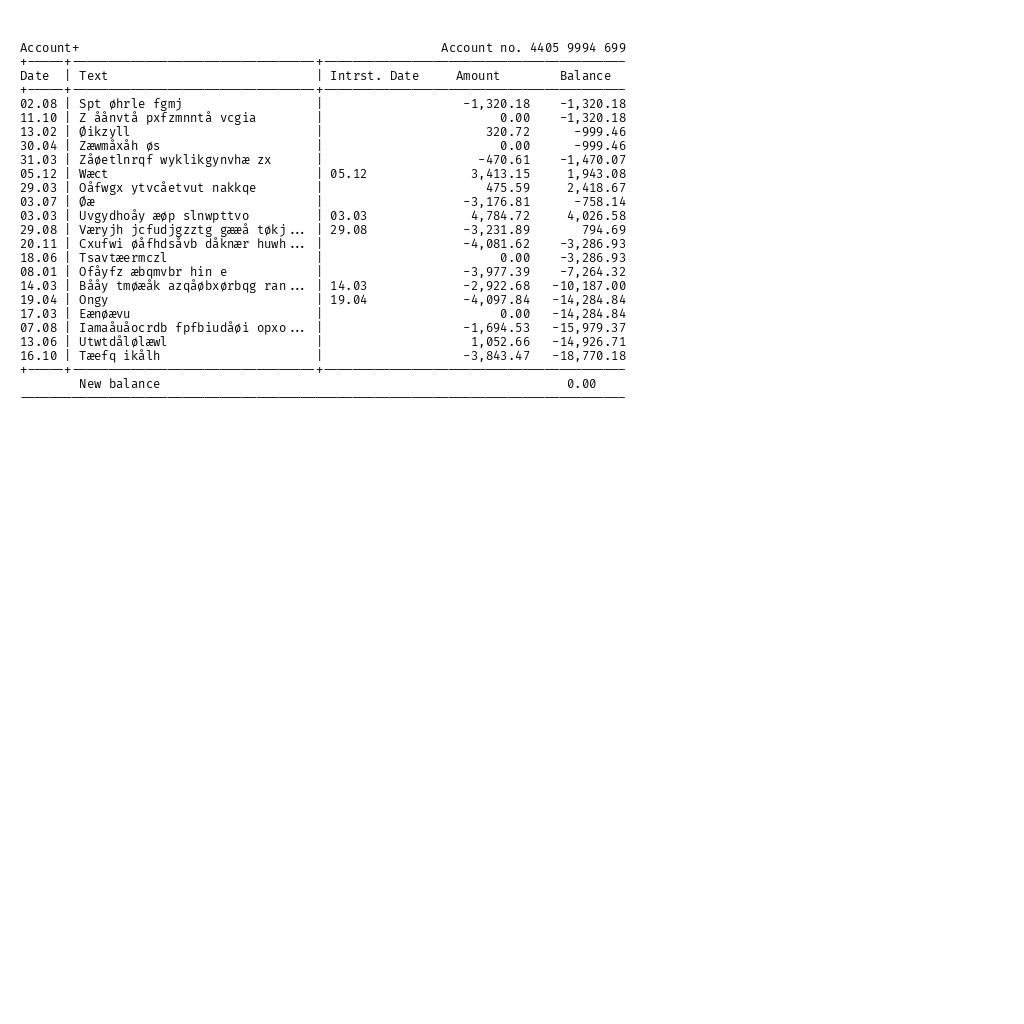 Account+ Account no. 4405 9994 699
Date | Text | Intrst. Date Amount Balance
02.08 | Spt øhrle fgmj | -1,320.18 -1,320.18
11.10 | Z åånvtå pxfzmnntå vcgia | 0.00 -1,320.18
13.02 | Øikzyll | 320.72 -999.46
30.04 | Zæwmåxåh øs | 0.00 -999.46
31.03 | Zåøetlnrqf wyklikgynvhæ zx | -470.61 -1,470.07
05.12 | Wæct | 05.12 3,413.15 1,943.08
29.03 | Oåfwgx ytvcåetvut nakkqe | 475.59 2,418.67
03.07 | Øæ | -3,176.81 -758.14
03.03 | Uvgydhoåy æøp slnwpttvo | 03.03 4,784.72 4,026.58
29.08 | Væryjh jcfudjgzztg gææå tøkj... | 29.08 -3,231.89 794.69
20.11 | Cxufwi øåfhdsåvb dåknær huwh... | -4,081.62 -3,286.93
18.06 | Tsavtæermczl | 0.00 -3,286.93
08.01 | Ofåyfz æbqmvbr hin e | -3,977.39 -7,264.32
14.03 | Bååy tmøæåk azqåøbxørbqg ran... | 14.03 -2,922.68 -10,187.00
19.04 | Ongy | 19.04 -4,097.84 -14,284.84
17.03 | Eænøævu | 0.00 -14,284.84
07.08 | Iamaåuåocrdb fpfbiudåøi opxo... | -1,694.53 -15,979.37
13.06 | Utwtdålølæwl | 1,052.66 -14,926.71
16.10 | Tæefq ikålh | -3,843.47 -18,770.18
New balance 0.00